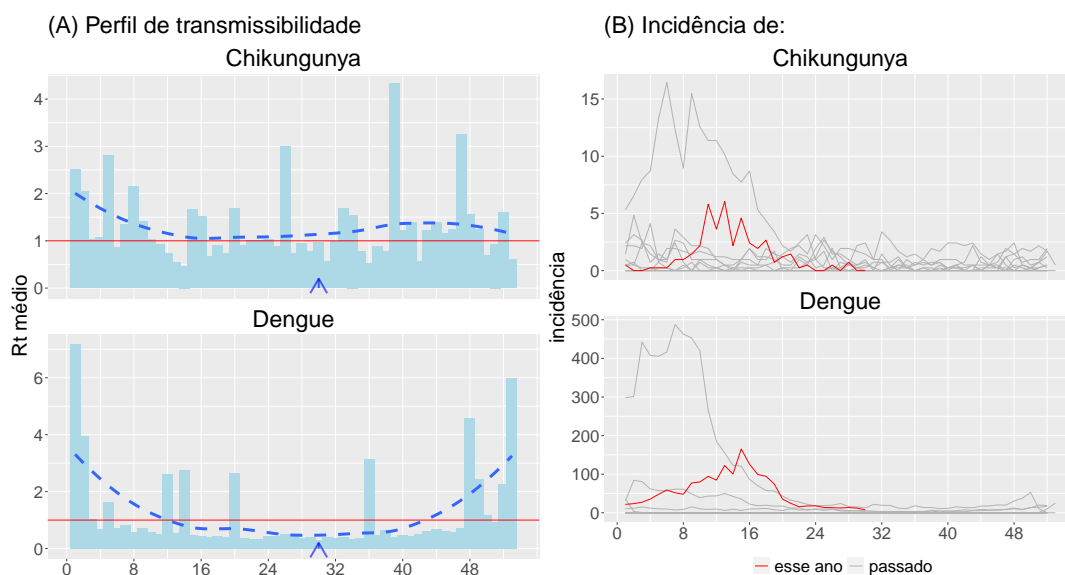 (A) Perfil de transmissibilidade
Chikungunya
4
3
2
1
0
Dengue
6
4
2
0
0 8 16 24 32 40 48
Rt médio
(B) Incidência de:
Chikungunya
15
10
5
0
Dengue
500
400
300
200
100
0
0 8 16 24 32 40 48
incidência
esse ano passado